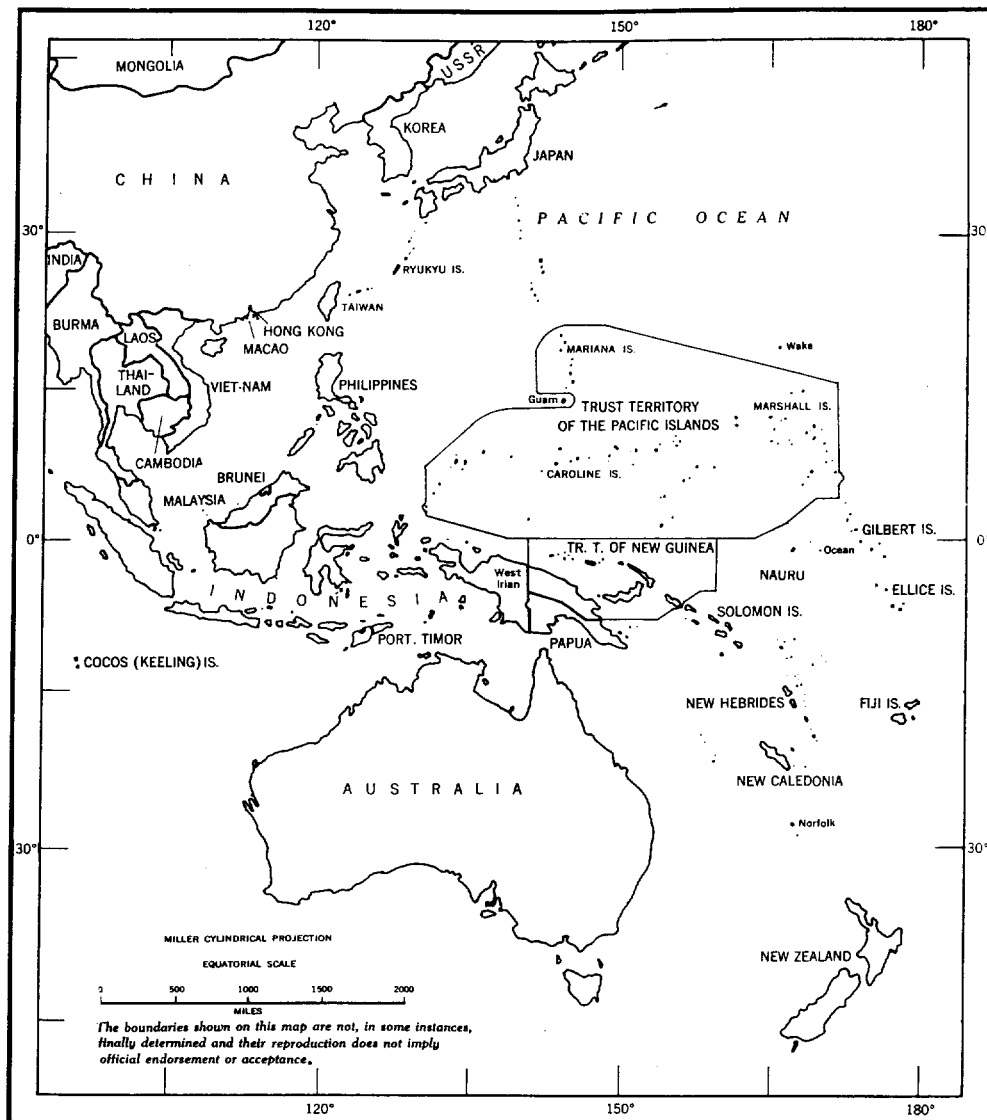 120°
150°
180°
MONGOLIA
USSR
KOREA
JAPAN
CHINA
PACIFIC OCEAN
30°
30°
INDIA
RYUKYU IS.
TAIWAN
BURMA
LAOS
HONG KONG
MACAO
MARIANA IS.
Wake
THAI-
LAND
VIET-NAM
PHILIPPINES
Guam
TRUST TERRITORY
OF THE PACIFIC ISLANDS
MARSHALL IS.
CAMBODIA
BRUNEI
CAROLINE IS.
MALAYSIA
GILBERT IS.
0°
0°
TR. T. OF NEW GUINEA
Ocean
West
Irian
NAURU
INDONESIA
ELLICE IS.
SOLOMON IS.
PORT. TIMOR
PAPUA
COCOS (KEELING) IS.
NEW HEBRIDES
FIJI IS.
AUSTRALIA
NEW CALEDONIA
Norfolk
30°
30°
MILLER CYLINDRICAL PROJECTION
EQUATORIAL SCALE
NEW ZEALAND
0 500 1000 1500 2000
MILES
The boundaries shown on this map are not, in some instances,
finally determined and their reproduction does not imply
official endorsement or acceptance.
120°
150°
180°